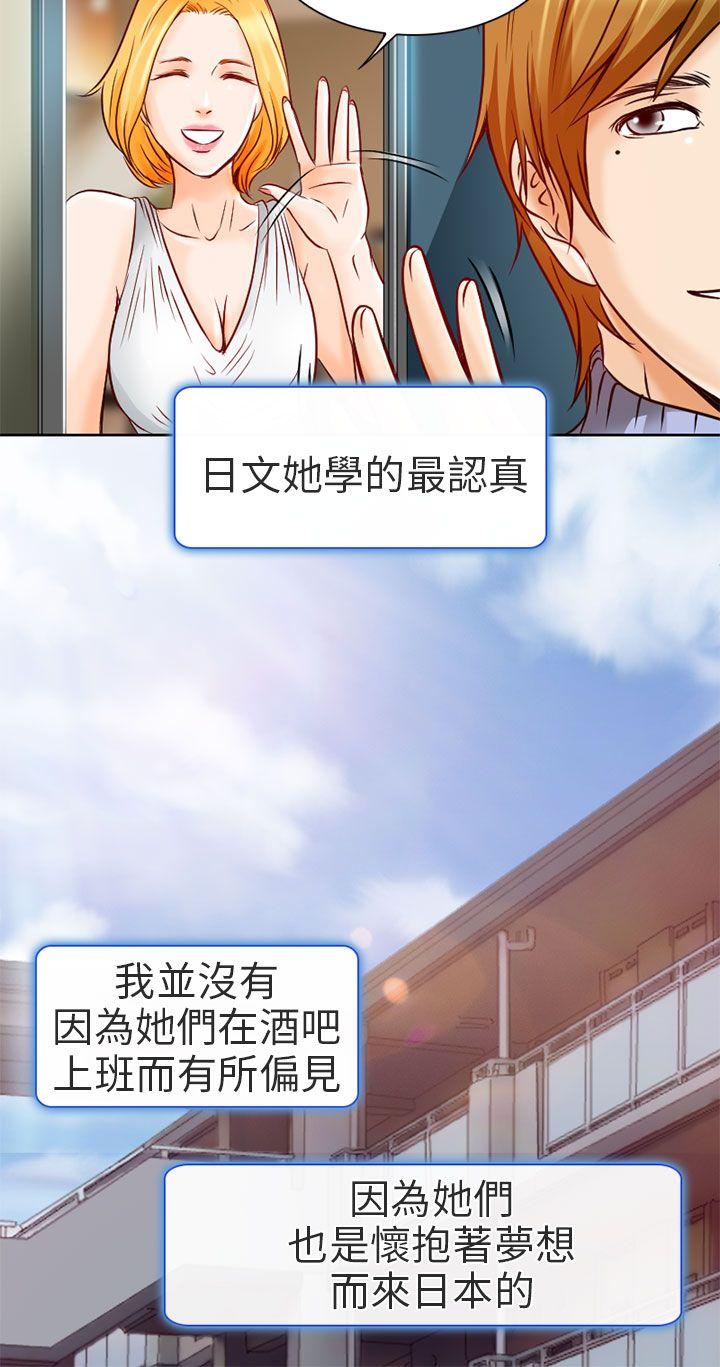 日文她學的最認真
我並沒有
因為她們在酒吧
上班而有所偏見
因為她們
也是懷抱著夢想
而來日本的